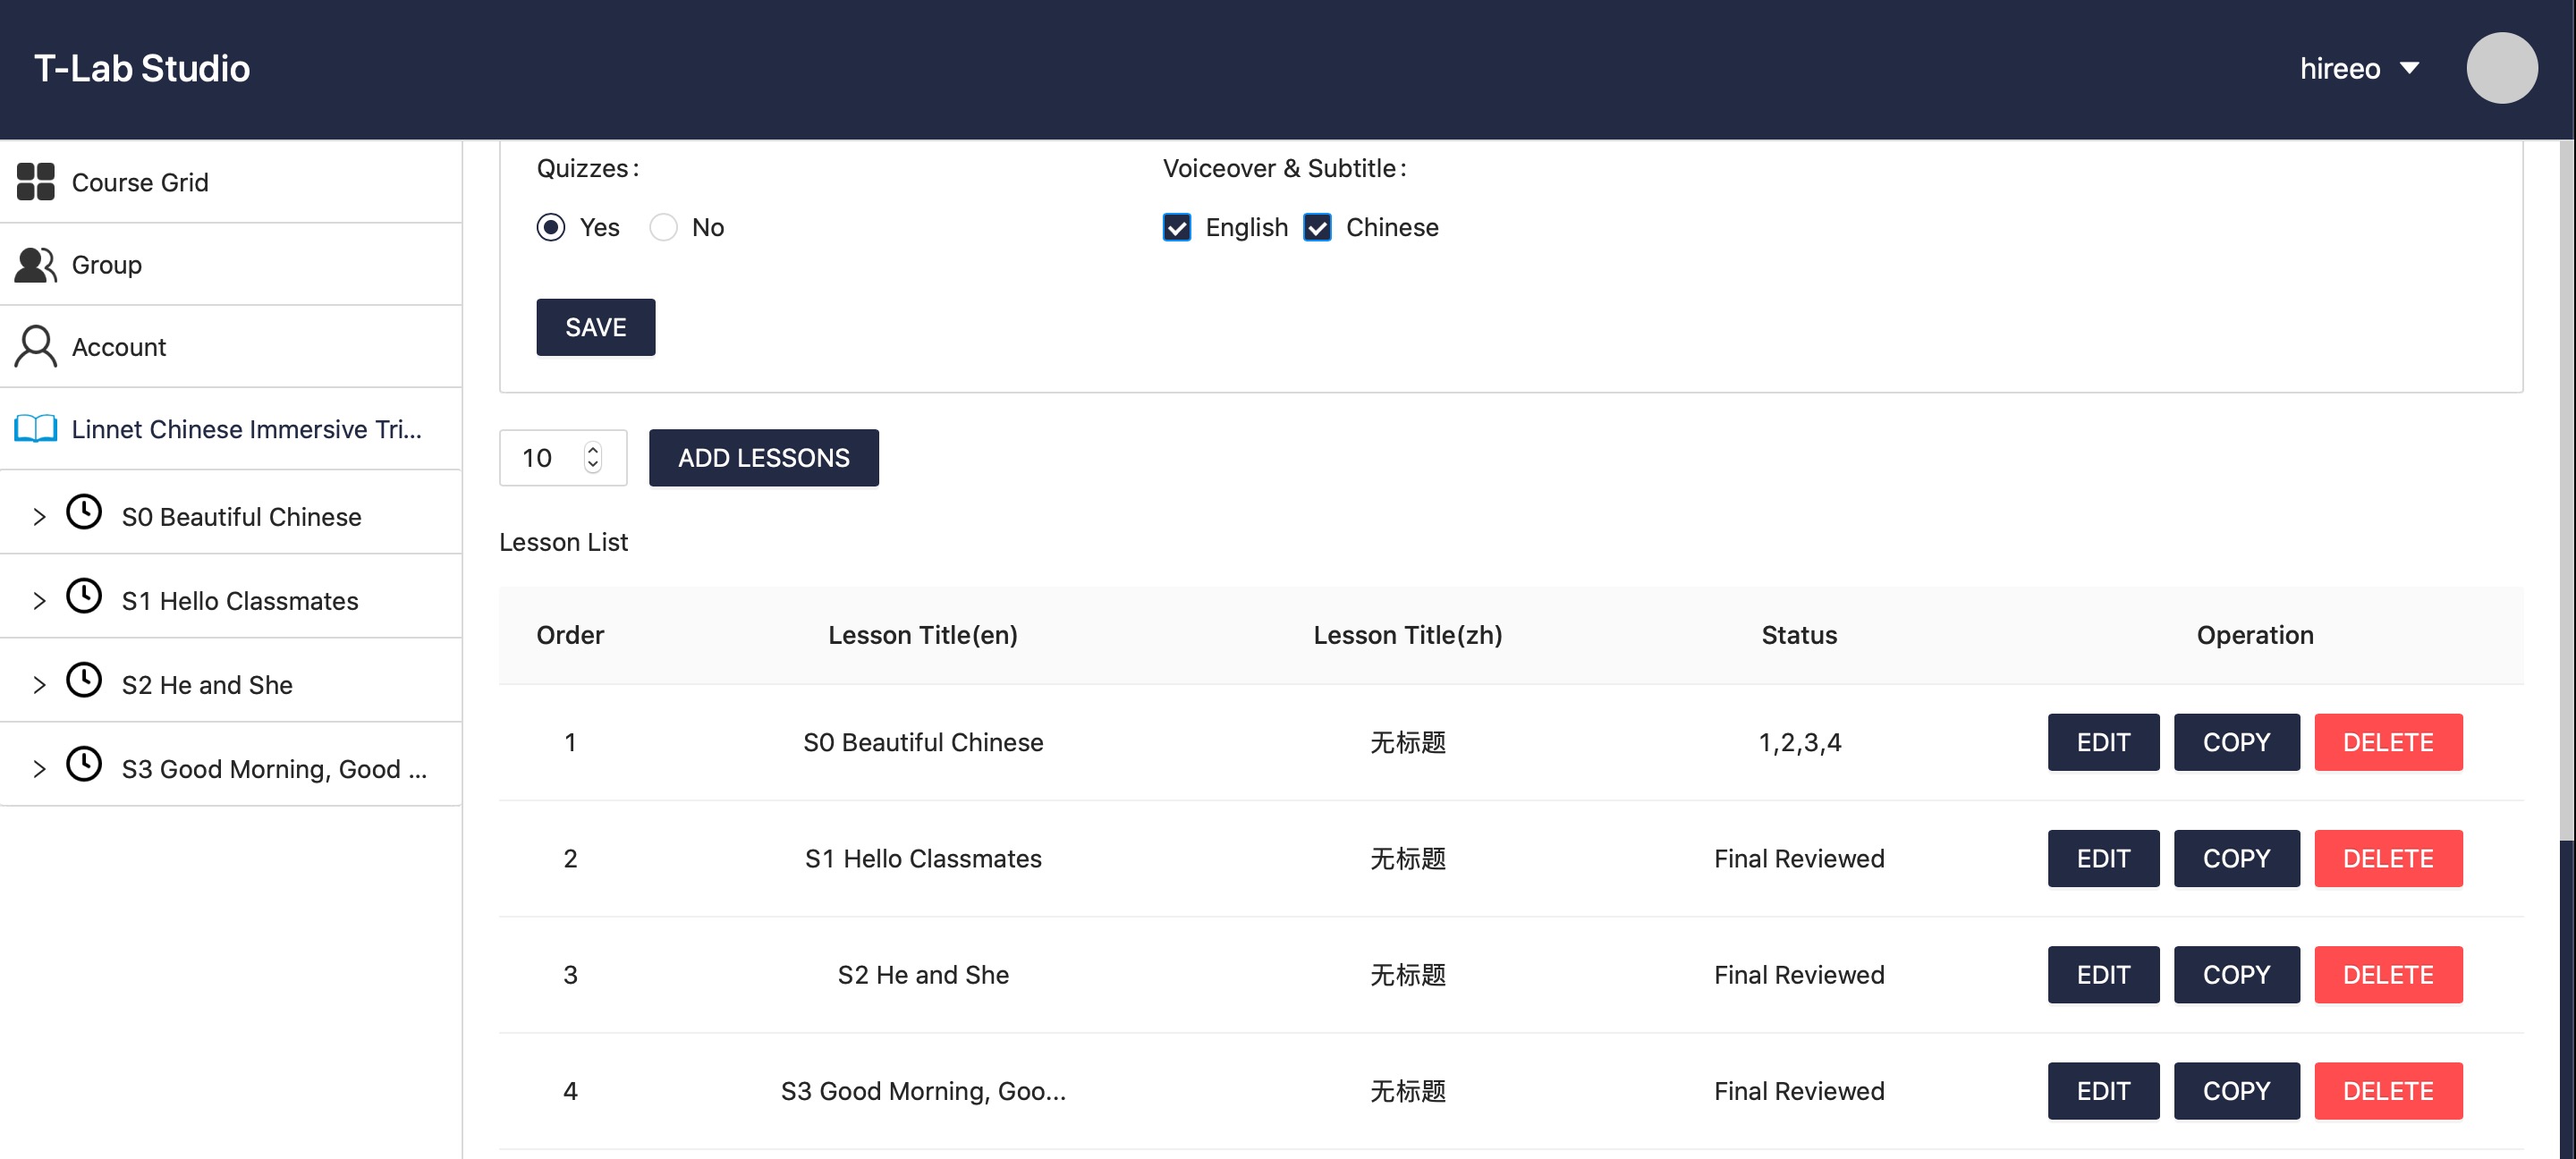 T-Lab Studio
hireeo
Course Grid
Group
Account
Linnet Chinese Immersive Tri...
S0 Beautiful Chinese
S1 Hello Classmates
S2 He and She
S3 Good Morning, Good ...
Quizzes:
Yes No
Voiceover & Subtitle:
English Chinese
SAVE
10 ADD LESSONS
Lesson List
Order Lesson Title(en) Lesson Title(zh) Status Operation
1 S0 Beautiful Chinese 无标题 1,2,3,4 EDIT COPY DELETE
2 S1 Hello Classmates 无标题 Final Reviewed EDIT COPY DELETE
3 S2 He and She 无标题 Final Reviewed EDIT COPY DELETE
4 S3 Good Morning, Goo... 无标题 Final Reviewed EDIT COPY DELETE